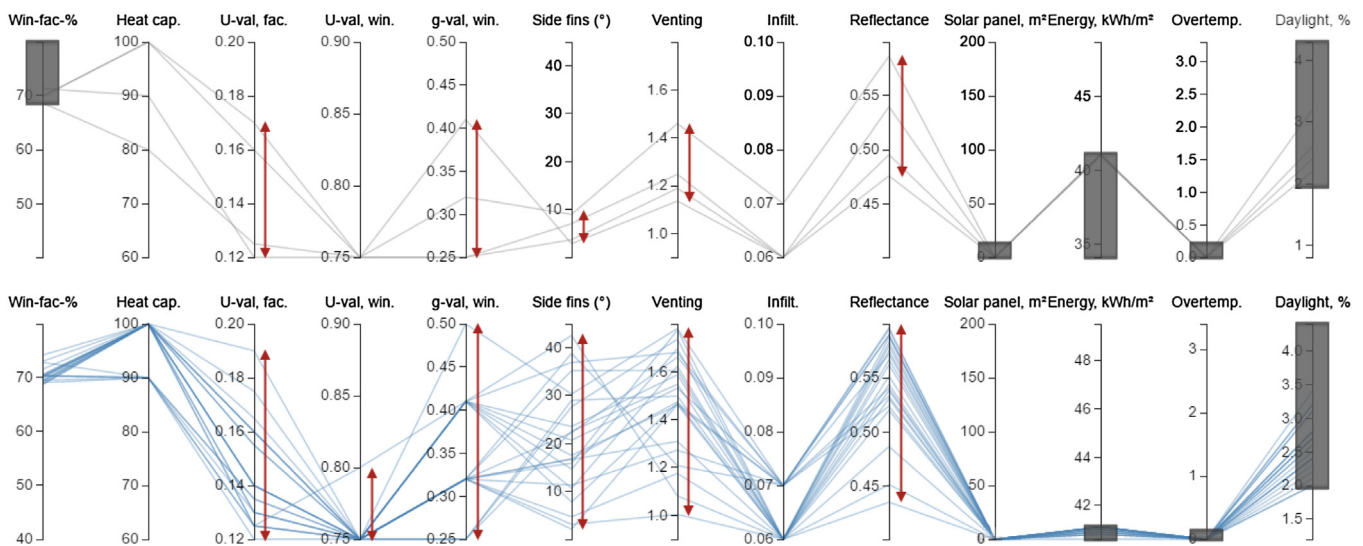 Win-fac-% Heat cap. U-val, fac. U-val, win. g-val, win. Side fins (°) Venting Infilt. Reflectance Solar panel, m² Energy, kWh/m² Overtemp. Daylight, %
100 0.20 0.90 0.50 0.10 200
4
3.0
40 1.6 0.55 45 2.5
70 90 0.18 0.85 0.40 0.09 150
30 1.4 2.0 3
80 0.16 0.35 20 0.08 0.50 100 40 1.5
50 70 0.14 0.80 0.30 10 1.2 0.07 0.45 50 1.0 2
1.0 35 0.5 1
60 0.12 0.75 0.25 0.06 0 0.0
Win-fac-% Heat cap. U-val, fac. U-val, win. g-val, win. Side fins (°) Venting Infilt. Reflectance Solar panel, m² Energy, kWh/m² Overtemp. Daylight, %
100 0.20 0.90 0.50 0.10 200
40 48 3 4.0
70 90 0.18 0.85 0.45 30 1.6 0.09 0.55 150 46 3.5
60 80 0.16 0.40 1.4 0.08 0.50 100 2 3.0
0.35 20 44 2.5
50 70 0.14 0.80 0.30 10 1.2 0.07 0.45 50 42 1 2.0
1.0 1.5
40 60 0.12 0.75 0.25 0.06 0 0